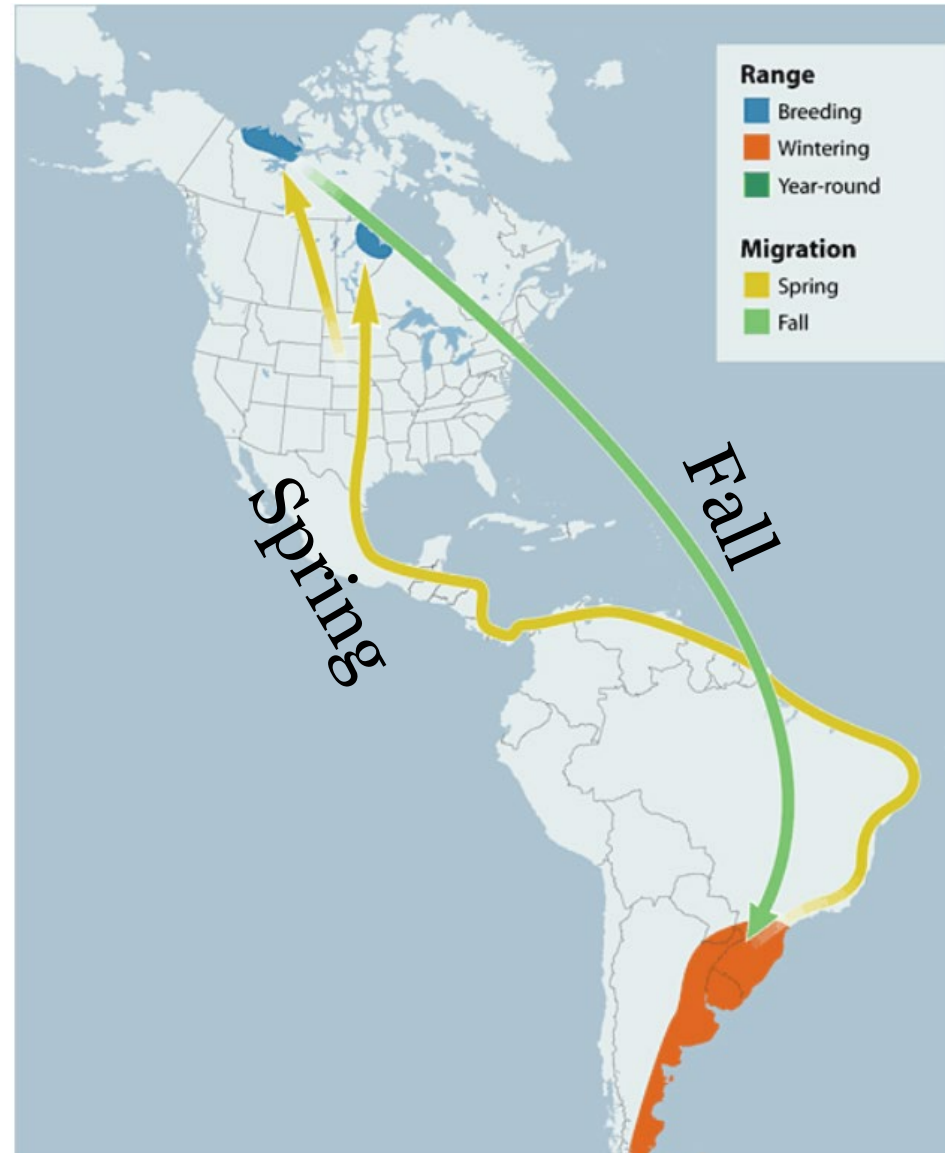 Range
Breeding
Wintering
Year-round
Migration
Spring
Fall
Fall
Spring